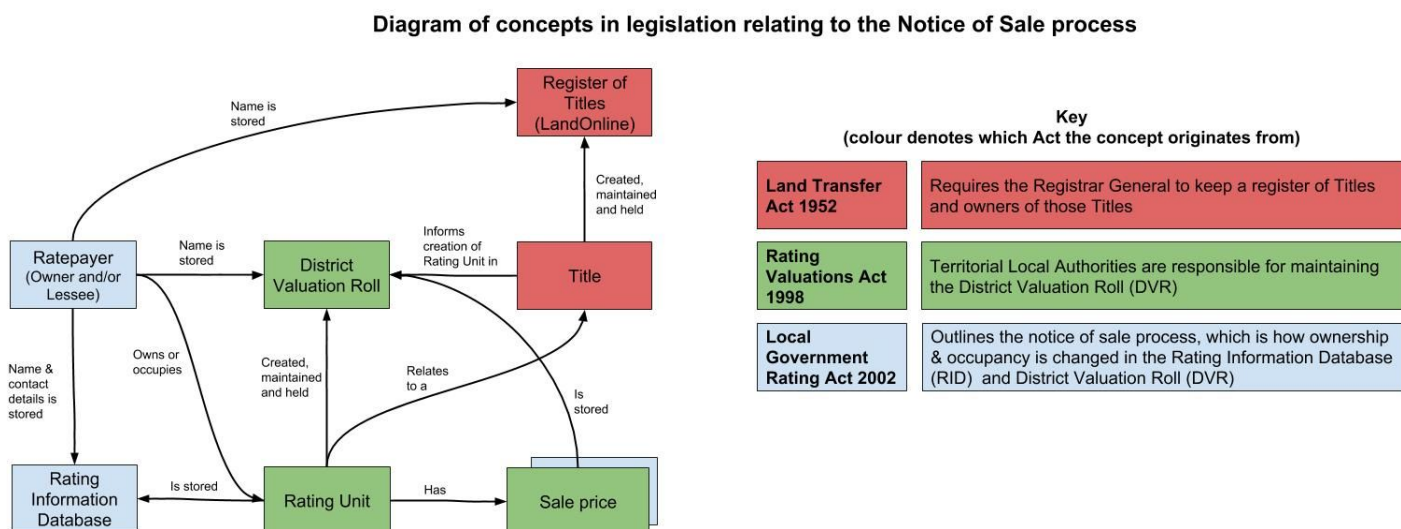 Diagram of concepts in legislation relating to the Notice of Sale process
Register of
Titles
(LandOnline)
Name is
stored
Created,
maintained
and held
Ratepayer
(Owner and/or
Lessee)
Name is
stored
District
Valuation Roll
Informs
creation of
Rating Unit in
Title
Name &
contact
details is
stored
Owns or
occupies
Created,
maintained
and held
Relates
to a
Is
stored
Rating
Information
Database
Is stored
Rating Unit
Has
Sale price
Key
(colour denotes which Act the concept originates from)
Land Transfer
Act 1952
Requires the Registrar General to keep a register of Titles
and owners of those Titles
Rating
Valuations Act
1998
Territorial Local Authorities are responsible for maintaining
the District Valuation Roll (DVR)
Local
Government
Rating Act 2002
Outlines the notice of sale process, which is how ownership
& occupancy is changed in the Rating Information Database
(RID) and District Valuation Roll (DVR)